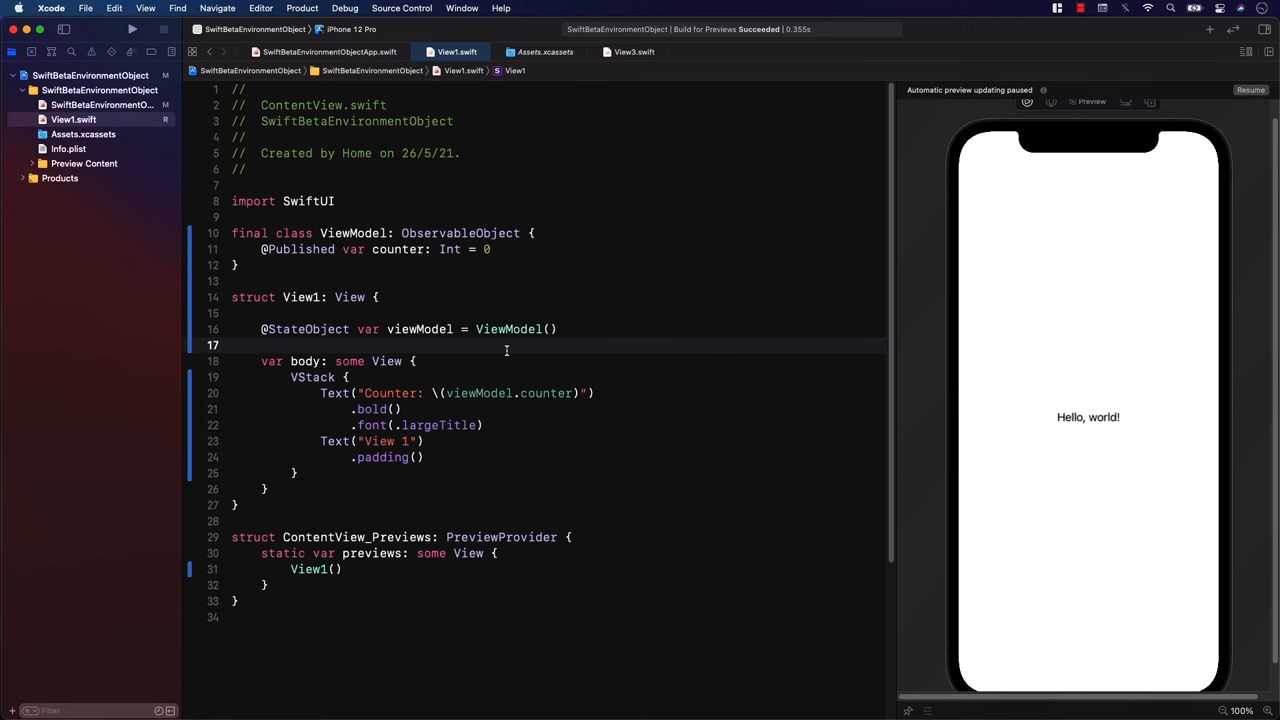 Xcode File Edit View Find Navigate Editor Product Debug Source Control Window Help
SwiftBetaEnvironmentObject › iPhone 12 Pro
SwiftBetaEnvironmentObject | Build for Previews Succeeded | 0.355s
SwiftBetaEnvironmentObjectApp.swift View1.swift Assets.xcassets View3.swift
SwiftBetaEnvironmentObject › SwiftBetaEnvironmentObject › View1.swift › S View1
SwiftBetaEnvironmentObject M
SwiftBetaEnvironmentObject
SwiftBetaEnvironmentO... M
View1.swift R
Assets.xcassets
Info.plist
Preview Content
Products
Filter
1 //
2 // ContentView.swift
3 // SwiftBetaEnvironmentObject
4 //
5 // Created by Home on 26/5/21.
6 //
7
8 import SwiftUI
9
10 final class ViewModel: ObservableObject {
11 @Published var counter: Int = 0
12 }
13
14 struct View1: View {
15
16 @StateObject var viewModel = ViewModel()
17
18 var body: some View {
19 VStack {
20 Text("Counter: \(viewModel.counter)")
21 .bold()
22 .font(.largeTitle)
23 Text("View 1")
24 .padding()
25 }
26 }
27 }
28
29 struct ContentView_Previews: PreviewProvider {
30 static var previews: some View {
31 View1()
32 }
33 }
34
Automatic preview updating paused Resume
Preview
Hello, world!
100%